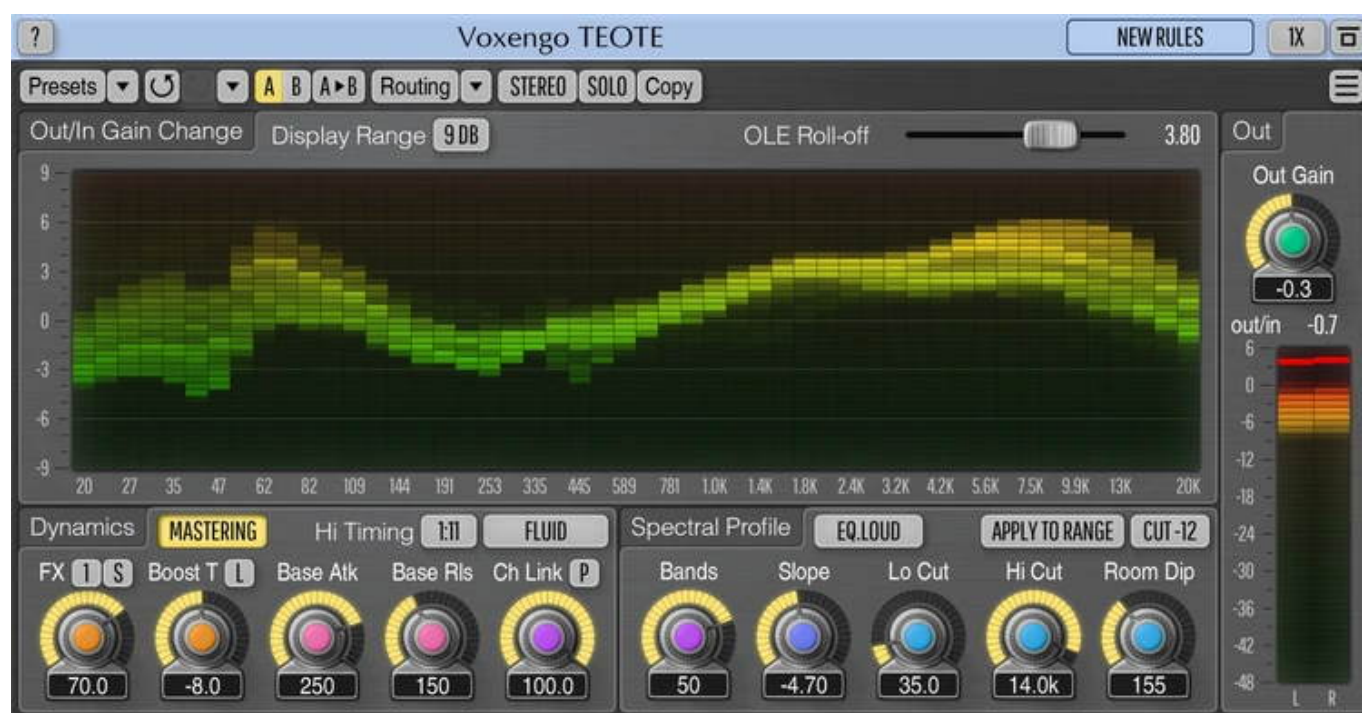 ? Voxengo TEOTE NEW RULES 1X
Presets A B A▸B Routing STEREO SOLO Copy
Out/In Gain Change Display Range 9 DB OLE Roll-off 3.80 Out
Out Gain
-0.3
out/in -0.7
9
6
3
0
-3
-6
-9
20 27 35 47 62 82 109 144 191 253 335 445 589 781 1.0K 1.4K 1.8K 2.4K 3.2K 4.2K 5.6K 7.5K 9.9K 13K 20K
6
0
-6
-12
-18
-24
-30
-36
-42
-48
L R
Dynamics MASTERING Hi Timing 1:11 FLUID
FX 1 S Boost T L Base Atk Base Rls Ch Link P
70.0 -8.0 250 150 100.0
Spectral Profile EQ.LOUD APPLY TO RANGE CUT -12
Bands Slope Lo Cut Hi Cut Room Dip
50 -4.70 35.0 14.0k 155